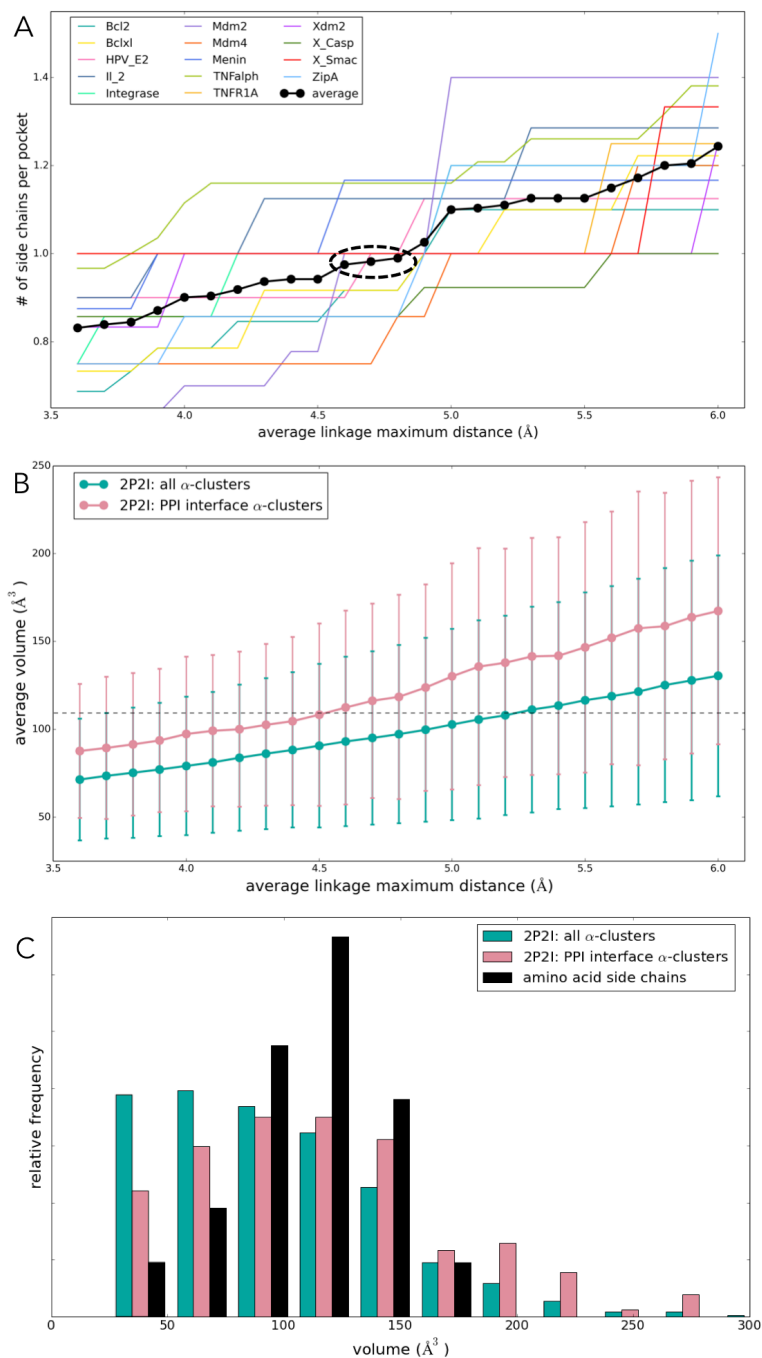 A
Bcl2 Mdm2 Xdm2
Bclxl Mdm4 X_Casp
HPV_E2 Menin X_Smac
Il_2 TNFalph ZipA
Integrase TNFR1A average
1.4
1.2
1.0
0.8
# of side chains per pocket
3.5 4.0 4.5 5.0 5.5 6.0
average linkage maximum distance (Å)
B
2P2I: all α-clusters
2P2I: PPI interface α-clusters
250
200
150
100
50
average volume (Å³)
3.5 4.0 4.5 5.0 5.5 6.0
average linkage maximum distance (Å)
C
2P2I: all α-clusters
2P2I: PPI interface α-clusters
amino acid side chains
relative frequency
0 50 100 150 200 250 300
volume (Å³)